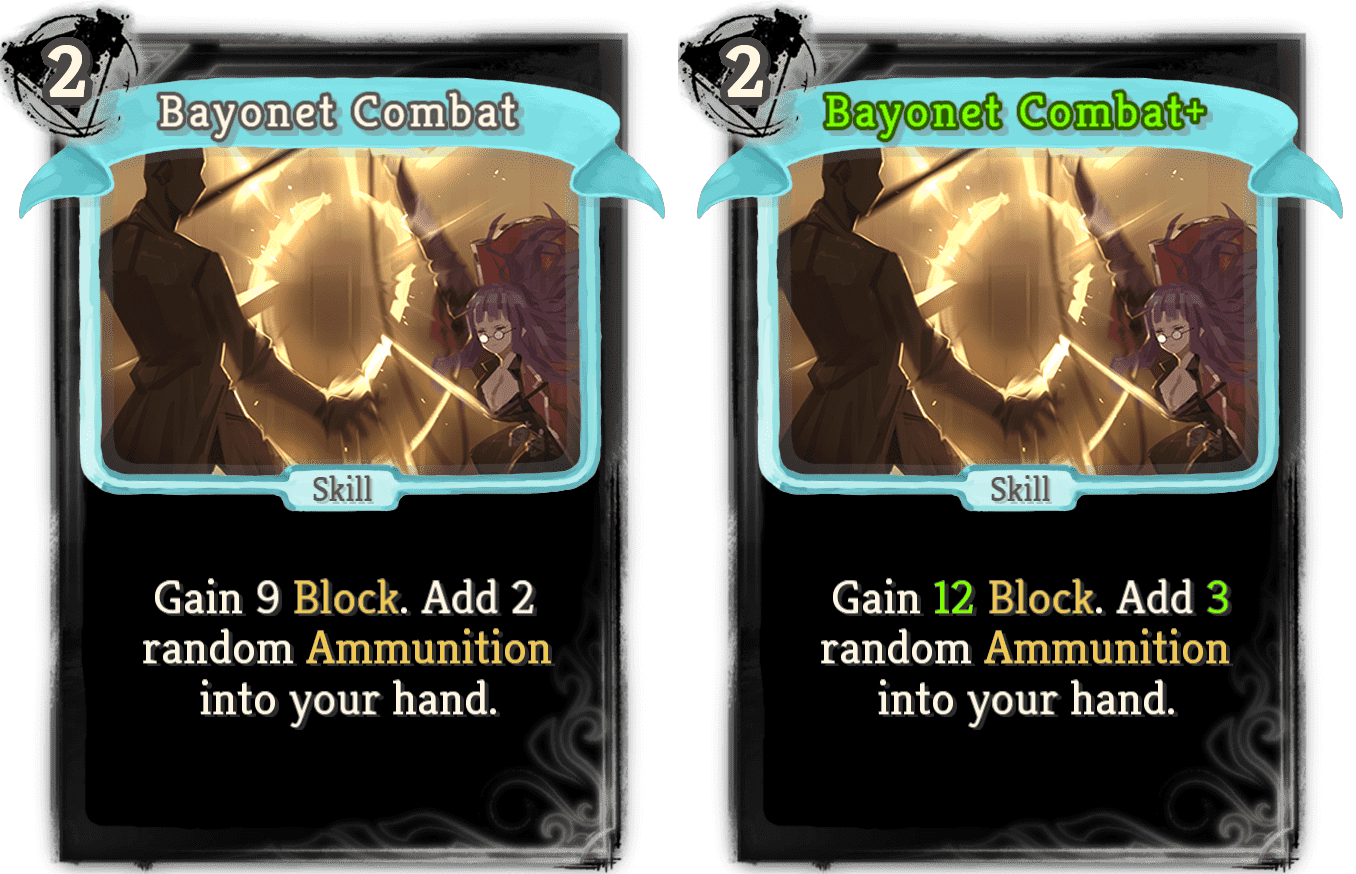 2
Bayonet Combat
Skill
Gain 9 Block. Add 2
random Ammunition
into your hand.
2
Bayonet Combat+
Skill
Gain 12 Block. Add 3
random Ammunition
into your hand.